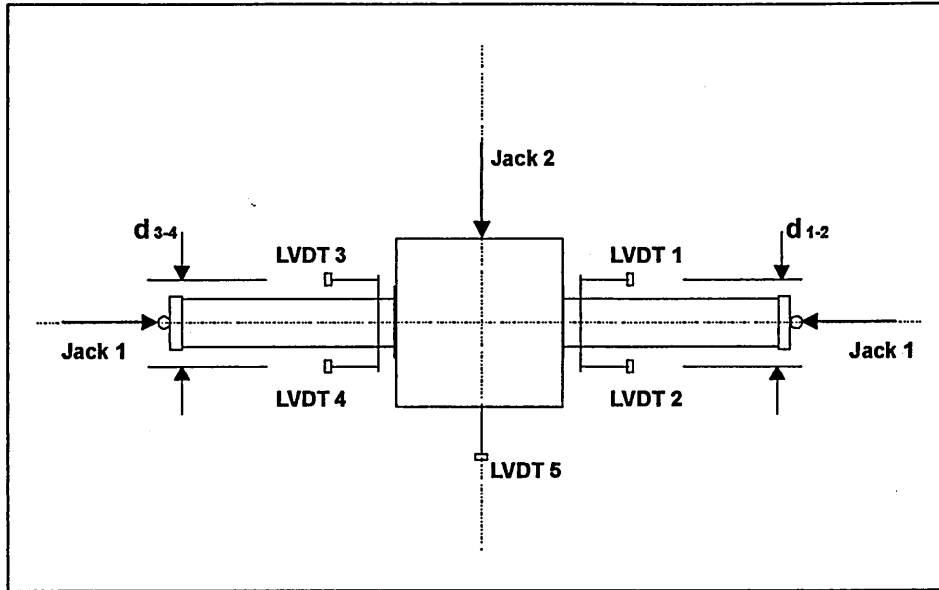 Jack 2
d 3-4
LVDT 3
LVDT 1
d 1-2
Jack 1
Jack 1
LVDT 4
LVDT 2
LVDT 5